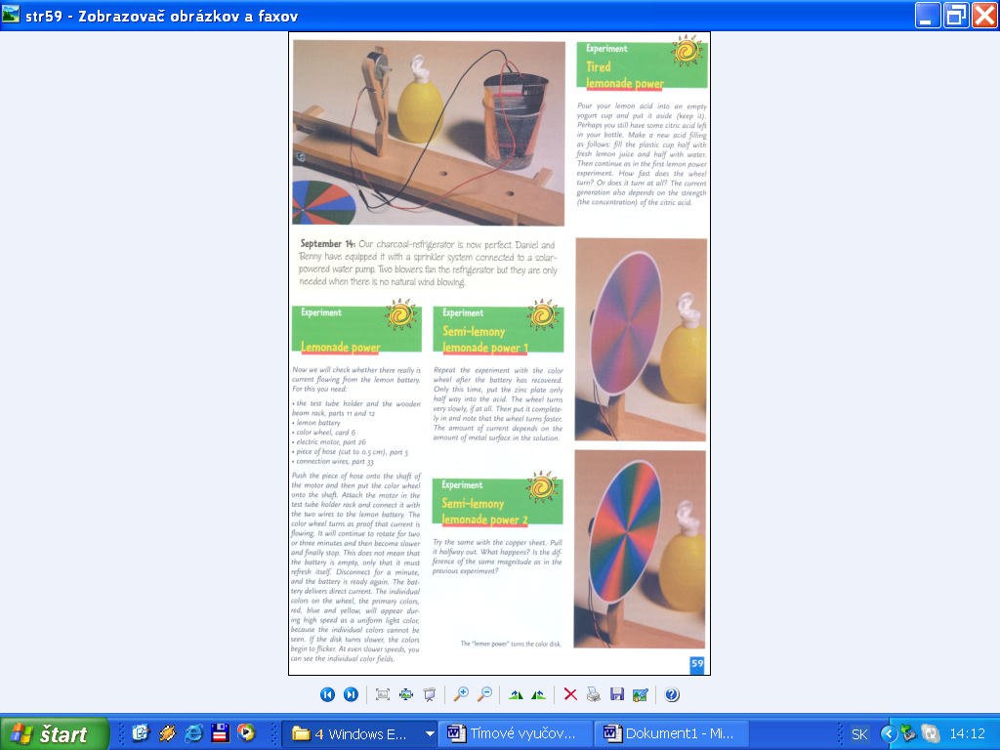 str59 - Zobrazovač obrázkov a faxov
Experiment
Tired
lemonade power
Pour your lemon acid into an empty
yogurt cup and put it aside (keep it).
Perhaps you still have some citric acid left
in your bottle. Make a new acid filling
as follows: fill the plastic cup half with
fresh lemon juice and half with water.
Then continue as in the first lemon power
experiment. How fast does the wheel
turn? Or does it turn at all? The current
generation also depends on the strength
(the concentration) of the citric acid.
September 14: Our charcoal-refrigerator is now perfect. Daniel and
Benny have equipped it with a sprinkler system connected to a solar-
powered water pump. Two blowers fan the refrigerator but they are only
needed when there is no natural wind blowing.
Experiment
Lemonade power
Now we will check whether there really is
current flowing from the lemon battery.
For this you need:
• the test tube holder and the wooden
beam rack, parts 11 and 12
• lemon battery
• color wheel, card 6
• electric motor, part 26
• piece of hose (cut to 0.5 cm), part 5
• connection wires, part 33
Push the piece of hose onto the shaft of
the motor and then put the color wheel
onto the shaft. Attach the motor in the
test tube holder rack and connect it with
the two wires to the lemon battery. The
color wheel turns as proof that current is
flowing. It will continue to rotate for two
or three minutes and then become slower
and finally stop. This does not mean that
the battery is empty, only that it must
refresh itself. Disconnect for a minute,
and the battery is ready again. The bat-
tery delivers direct current. The individual
colors on the wheel, the primary colors,
red, blue and yellow, will appear dur-
ing high speed as a uniform light color,
because the individual colors cannot be
seen. If the disk turns slower, the colors
begin to flicker. At even slower speeds, you
can see the individual color fields.
Experiment
Semi-lemony
lemonade power 1
Repeat the experiment with the color
wheel after the battery has recovered.
Only this time, put the zins plate only
half way into the acid. The wheel turns
very slowly, if at all. Then put it complete-
ly in and note that the wheel turns faster.
The amount of current depends on the
amount of metal surface in the solution.
Experiment
Semi-lemony
lemonade power 2
Try the same with the copper sheet. Pull
it halfway out. What happens? Is the dif-
ference of the same magnitude as in the
previous experiment?
The "lemon power" turns the color disk.
59
štart
4 Windows E...
Tímové vyučov...
Dokument1 - Mi...
SK
14:12